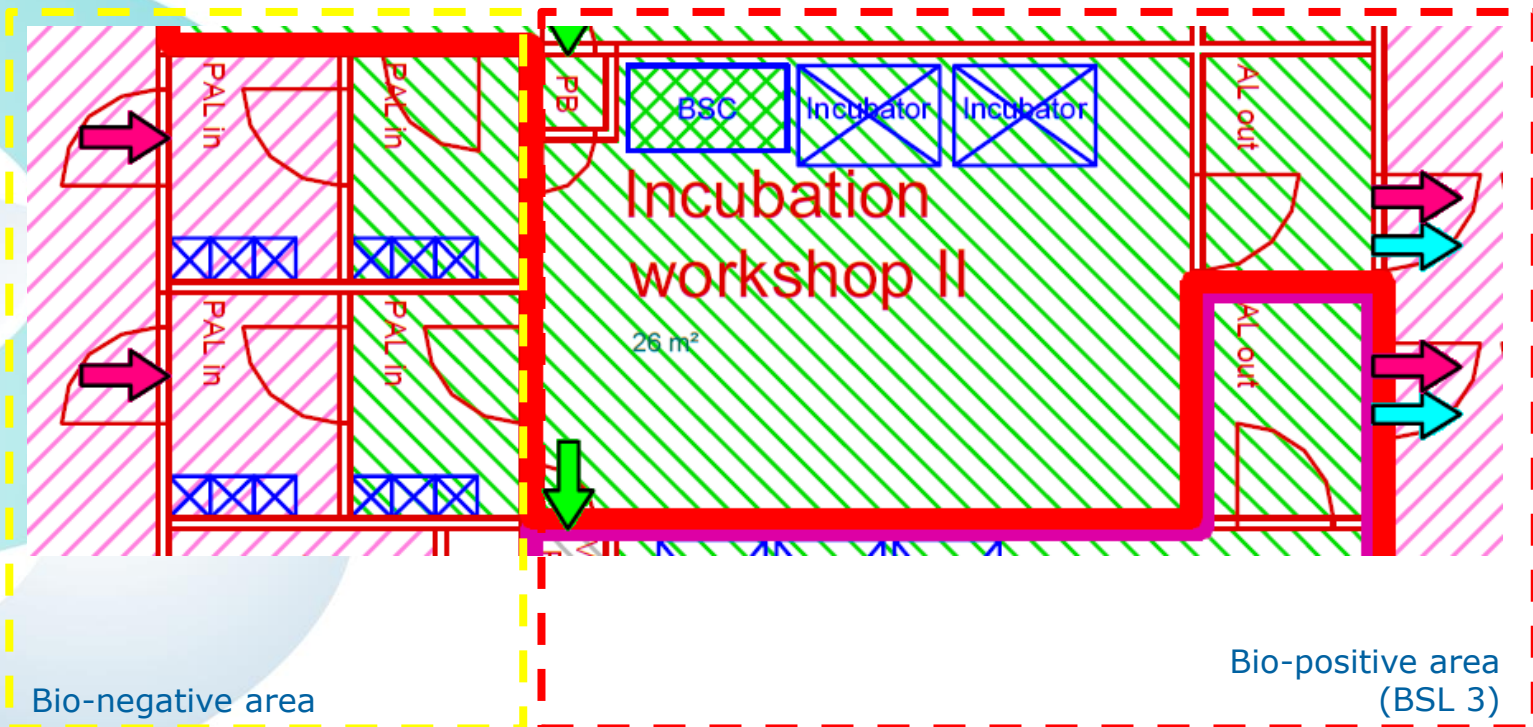 PAL in
PAL in
PB
BSC
Incubator
Incubator
AL out
Incubation
workshop II
26 m²
PAL in
PAL in
AL out
Bio-negative area
Bio-positive area
(BSL 3)